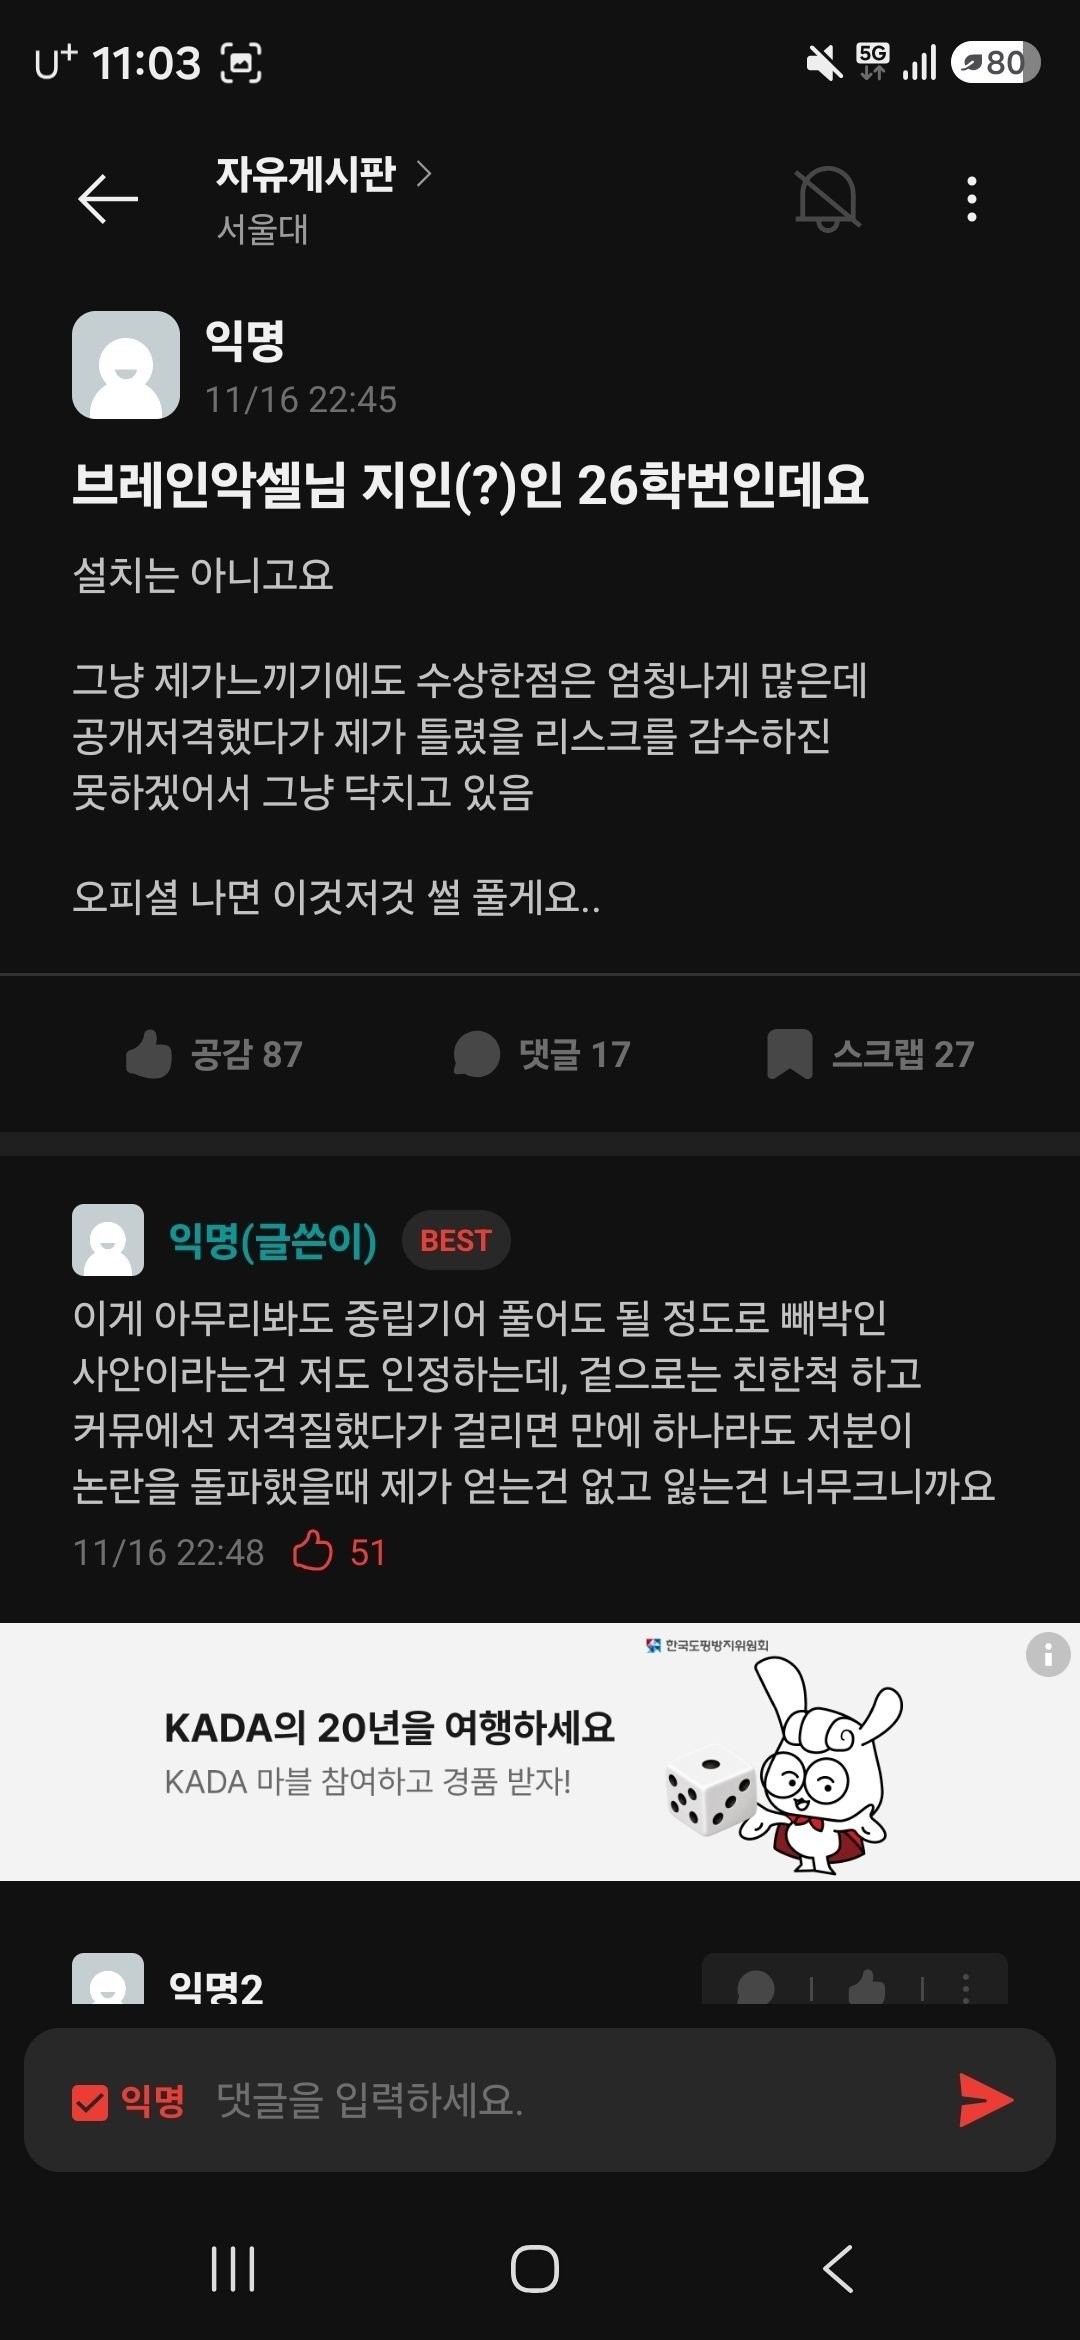 U+ 11:03 5G 80
자유게시판
서울대
익명
11/16 22:45
브레인악셀님 지인(?)인 26학번인데요
설치는 아니고요
그냥 제가느끼기에도 수상한점은 엄청나게 많은데
공개저격했다가 제가 틀렸을 리스크를 감수하진
못하겠어서 그냥 닥치고 있음
오피셜 나면 이것저것 썰 풀게요..
공감 87 댓글 17 스크랩 27
익명(글쓴이) BEST
이게 아무리봐도 중립기어 풀어도 될 정도로 빼박인
사안이라는건 저도 인정하는데, 겉으로는 친한척 하고
커뮤에선 저격질했다가 걸리면 만에 하나라도 저분이
논란을 돌파했을때 제가 얻는건 없고 잃는건 너무크니까요
11/16 22:48 51
한국도핑방지위원회
KADA의 20년을 여행하세요
KADA 마블 참여하고 경품 받자!
익명2
익명 댓글을 입력하세요.